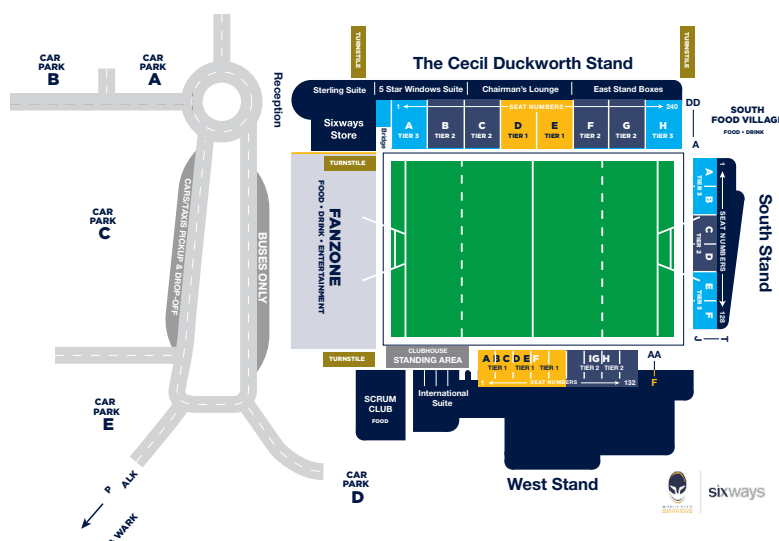 The Cecil Duckworth Stand
TURNSTILE
TURNSTILE
CAR
PARK
B
CAR
PARK
A
Reception
Sterling Suite
5 Star Windows Suite
Chairman's Lounge
East Stand Boxes
1
SEAT NUMBERS
240
DD
A
SOUTH
FOOD VILLAGE
FOOD • DRINK
Sixways
Store
Bridge
A
TIER 3
B
TIER 2
C
TIER 2
D
TIER 1
E
TIER 1
F
TIER 2
G
TIER 2
H
TIER 3
TURNSTILE
FANZONE
FOOD • DRINK • ENTERTAINMENT
CAR
PARK
C
CARS/TAXIS PICKUP & DROP-OFF
BUSES ONLY
A
B
TIER 3
C
D
TIER 2
E
F
TIER 3
1
SEAT NUMBERS
128
South Stand
T
J
TURNSTILE
CLUBHOUSE
STANDING AREA
A B C D E F
TIER 1
TIER 1
TIER 1
IG H
TIER 2
TIER 2
1
SEAT NUMBERS
132
AA
F
SCRUM
CLUB
FOOD
International
Suite
West Stand
CAR
PARK
E
CAR
PARK
D
P
ALK
WARK
WARRIORS
sixways